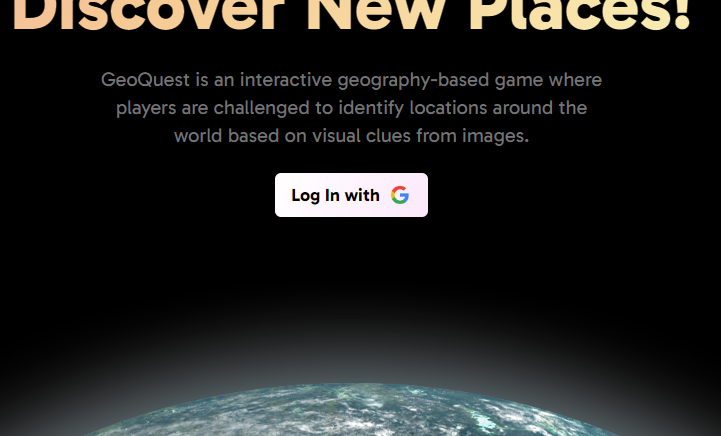 Discover New Places!
GeoQuest is an interactive geography-based game where
players are challenged to identify locations around the
world based on visual clues from images.
Log In with